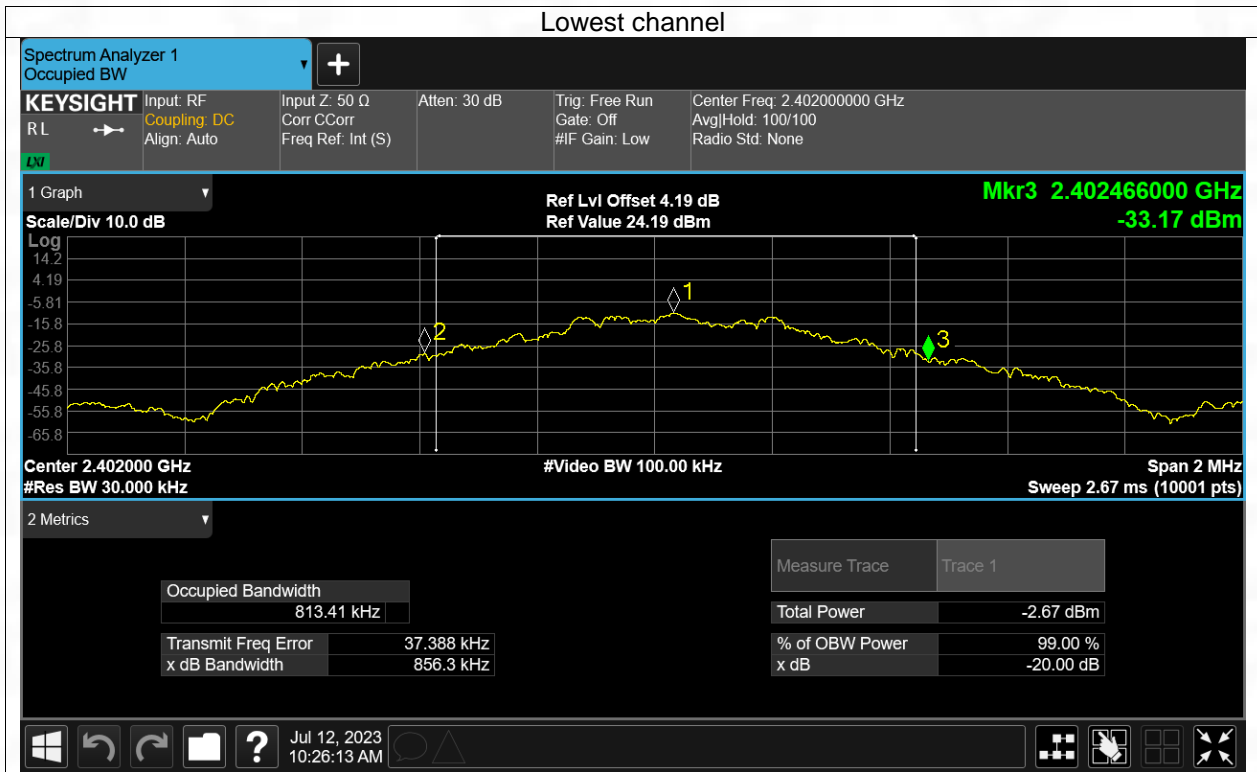 Lowest channel
Spectrum Analyzer 1
Occupied BW
KEYSIGHT Input: RF Input Z: 50 Ω Atten: 30 dB Trig: Free Run Center Freq: 2.402000000 GHz
RL Coupling: DC Corr CCorr Gate: Off Avg|Hold: 100/100
Align: Auto Freq Ref: Int (S) #IF Gain: Low Radio Std: None
LXI
1 Graph Ref Lvl Offset 4.19 dB Mkr3 2.402466000 GHz
Scale/Div 10.0 dB Ref Value 24.19 dBm -33.17 dBm
Log
14.2
4.19
-5.81
1
-15.8
2
3
-25.8
-35.8
-45.8
-55.8
-65.8
Center 2.402000 GHz #Video BW 100.00 kHz Span 2 MHz
#Res BW 30.000 kHz Sweep 2.67 ms (10001 pts)
2 Metrics
Measure Trace Trace 1
Occupied Bandwidth
813.41 kHz Total Power -2.67 dBm
Transmit Freq Error 37.388 kHz % of OBW Power 99.00 %
x dB Bandwidth 856.3 kHz x dB -20.00 dB
? Jul 12, 2023
10:26:13 AM